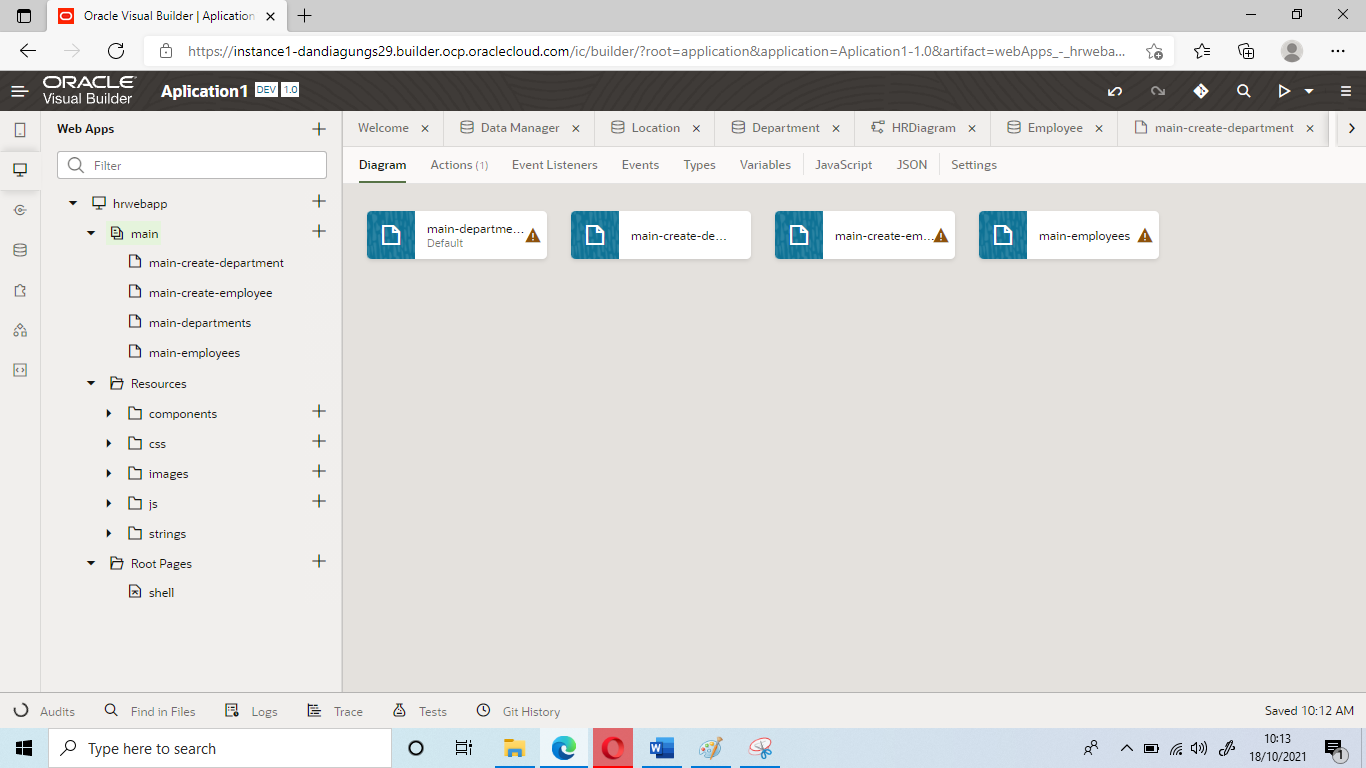 Oracle Visual Builder | Aplication
https://instance1-dandiagungs29.builder.ocp.oraclecloud.com/ic/builder/?root=application&application=Aplication1-1.0&artifact=webApps_-_hrweba...
ORACLE
Visual Builder
Aplication1 DEV 1.0
Web Apps
Filter
hrwebapp
main
main-create-department
main-create-employee
main-departments
main-employees
Resources
components
css
images
js
strings
Root Pages
shell
Welcome Data Manager Location Department HRDiagram Employee main-create-department
Diagram Actions (1) Event Listeners Events Types Variables JavaScript JSON Settings
main-departme...
Default
main-create-de...
main-create-em...
main-employees
Audits Find in Files Logs Trace Tests Git History Saved 10:12 AM
Type here to search
10:13
18/10/2021
1